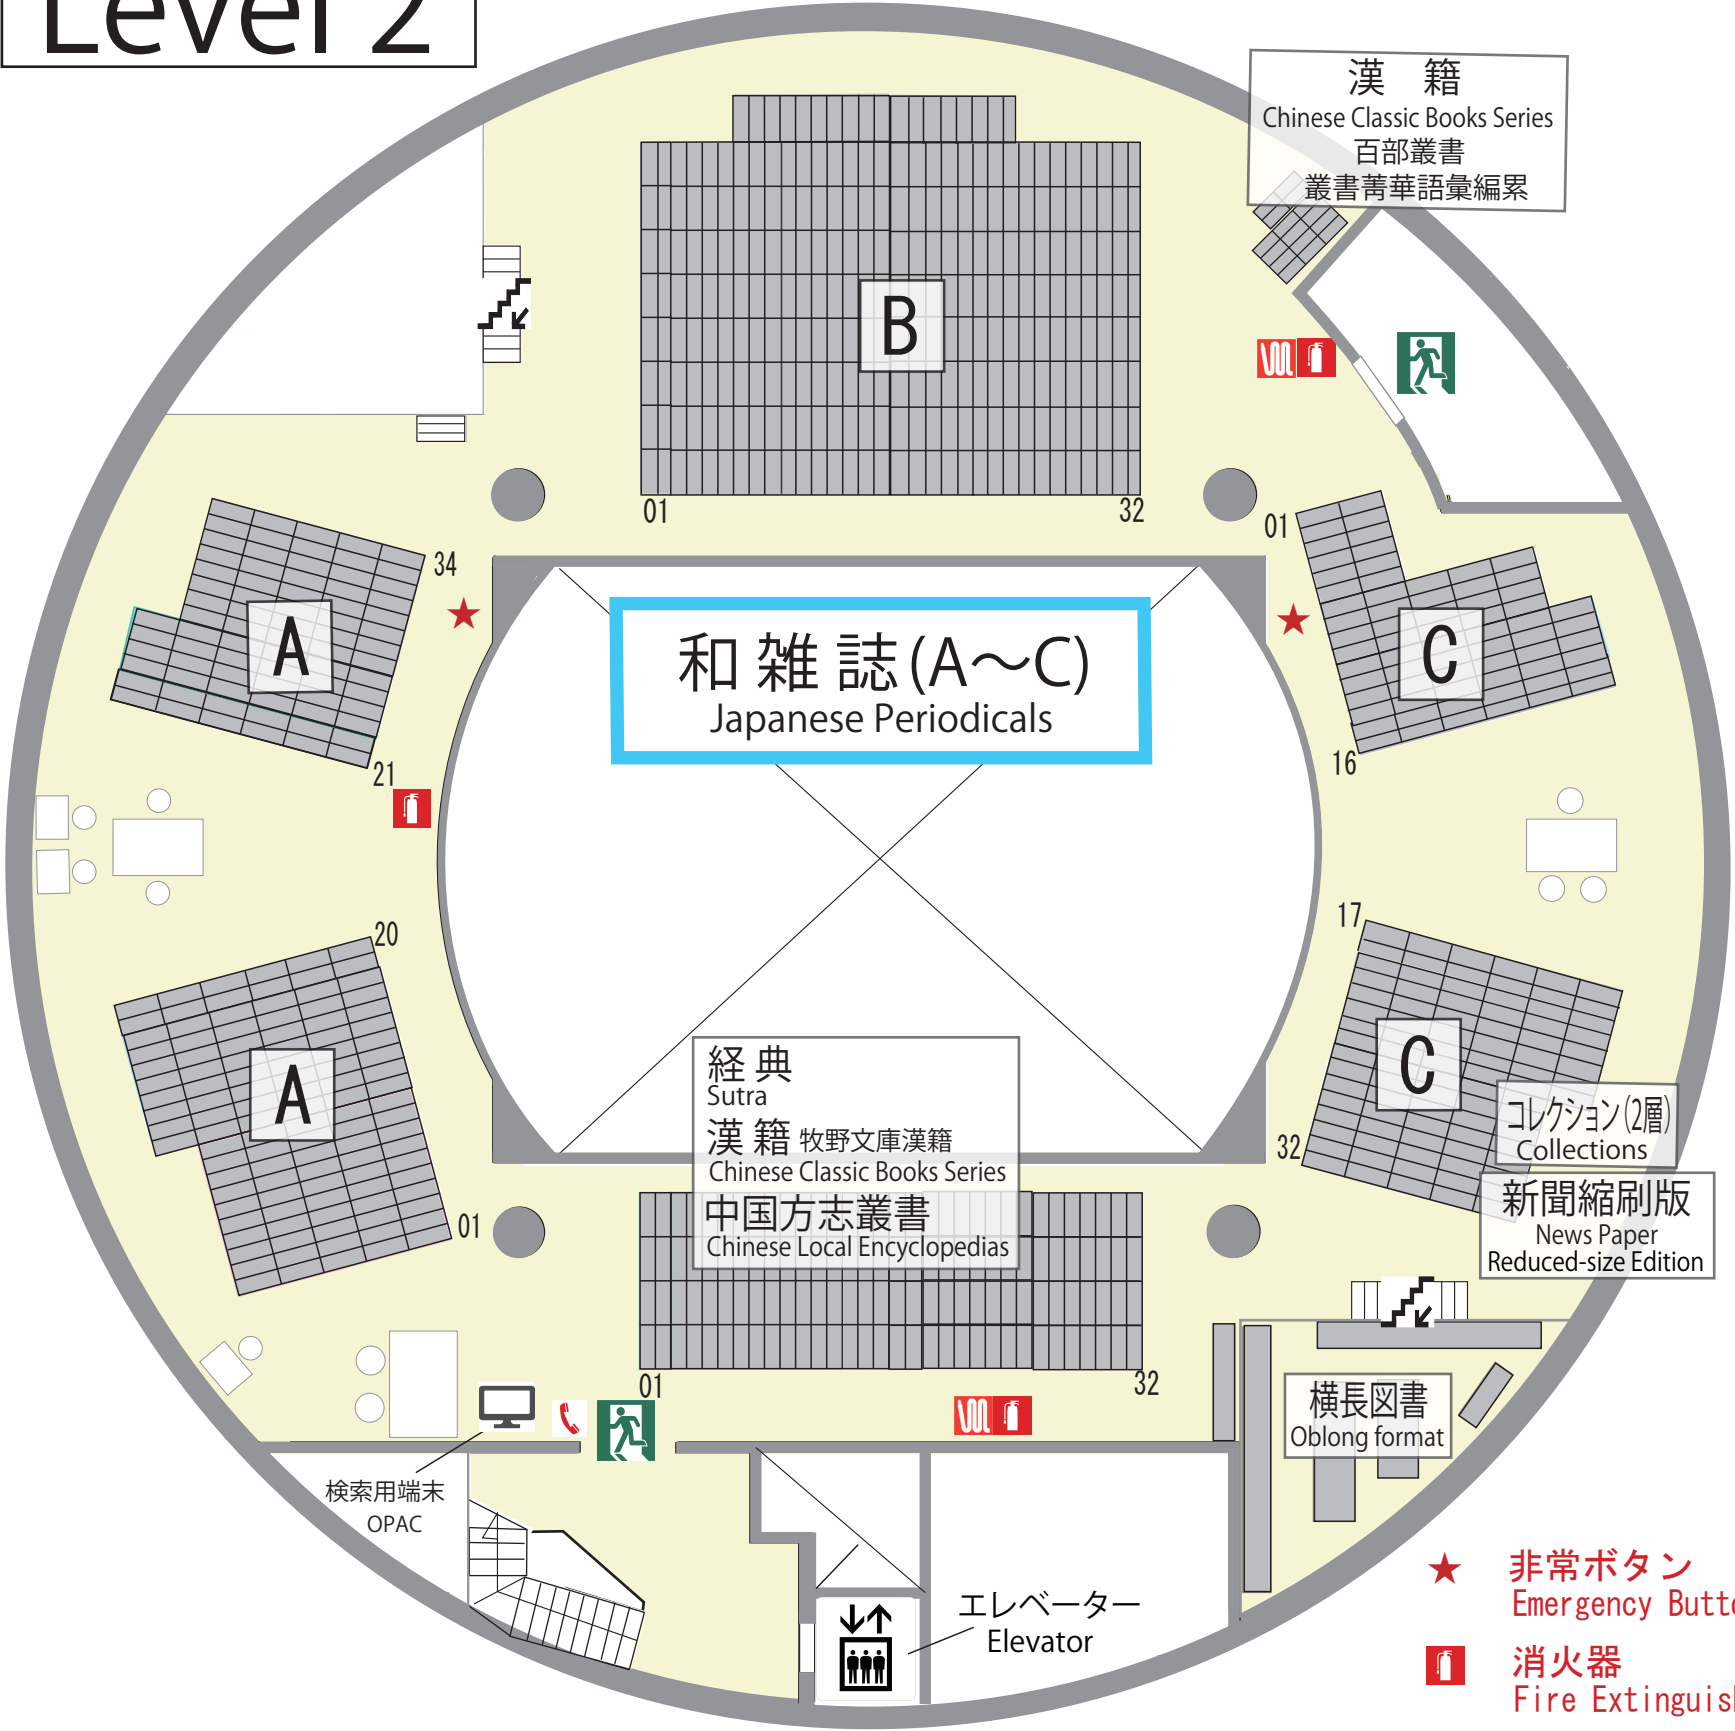 Level 2
漢 籍
Chinese Classic Books Series
百部叢書
叢書菁華語彙編累
B
01
32
01
34
A
C
和 雑 誌(A～C)
Japanese Periodicals
21
16
20
17
A
C
経 典
Sutra
漢 籍 牧野文庫漢籍
Chinese Classic Books Series
中国方志叢書
Chinese Local Encyclopedias
コレクション(2層)
Collections
32
新聞縮刷版
News Paper
Reduced-size Edition
01
01
32
横長図書
Oblong format
検索用端末
OPAC
エレベーター
Elevator
非常ボタン
Emergency
消火器
Fire